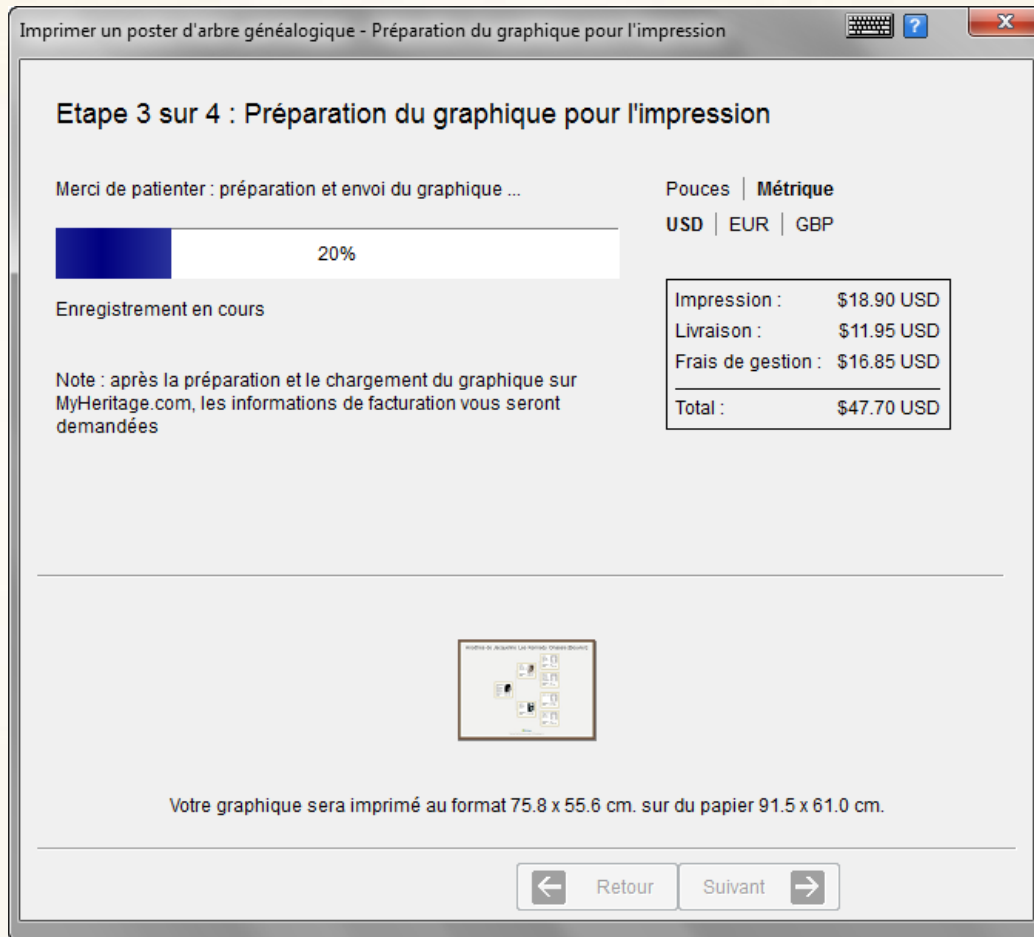 Imprimer un poster d'arbre généalogique - Préparation du graphique pour l'impression
Etape 3 sur 4 : Préparation du graphique pour l'impression
Merci de patienter : préparation et envoi du graphique ...
20%
Enregistrement en cours
Note : après la préparation et le chargement du graphique sur
MyHeritage.com, les informations de facturation vous seront
demandées
Pouces | Métrique
USD | EUR | GBP
Impression : $18.90 USD
Livraison : $11.95 USD
Frais de gestion : $16.85 USD
Total : $47.70 USD
Votre graphique sera imprimé au format 75.8 x 55.6 cm. sur du papier 91.5 x 61.0 cm.
Retour
Suivant